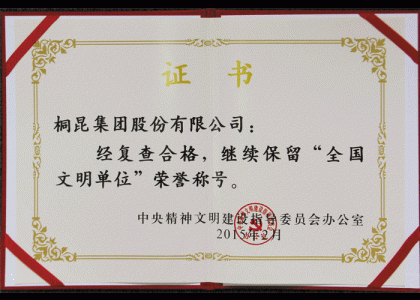 证书
桐昆集团股份有限公司：
经复查合格，继续保留“全国
文明单位”荣誉称号。
中央精神文明建设指导委员会办公室
2015年2月